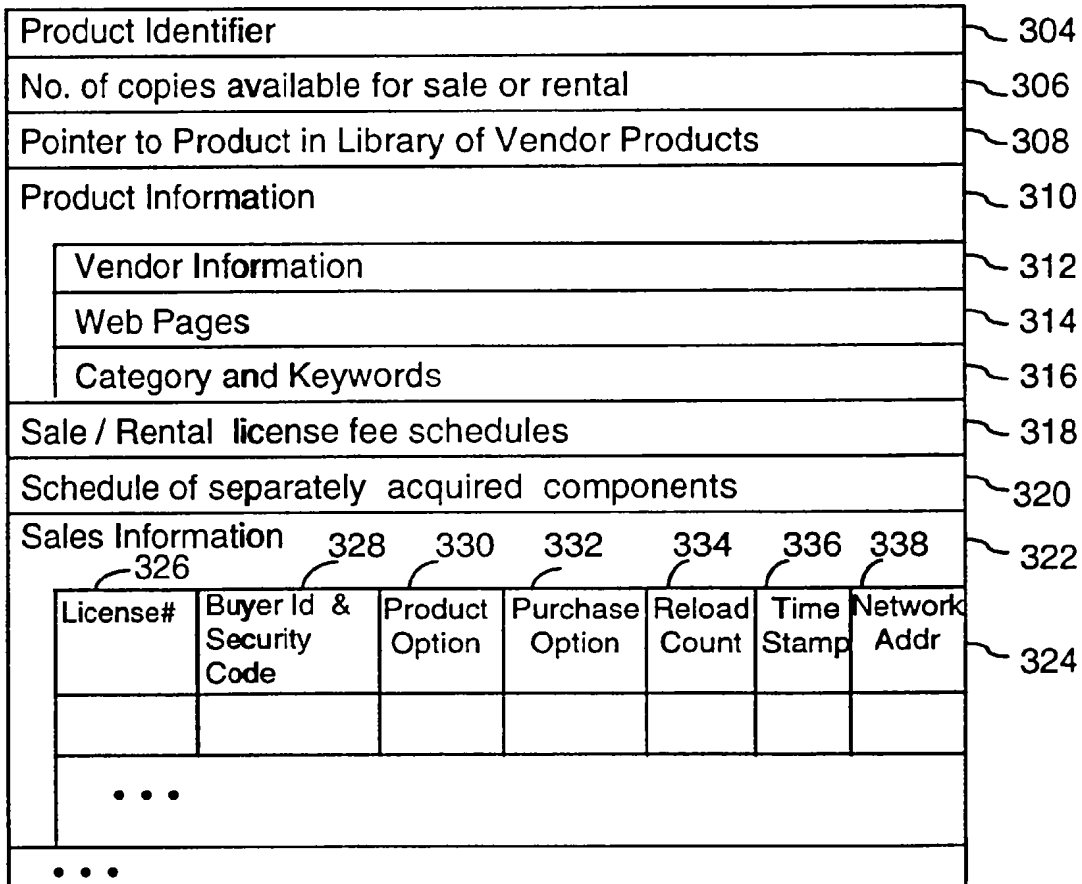 Product Identifier 304
No. of copies available for sale or rental 306
Pointer to Product in Library of Vendor Products 308
Product Information 310
Vendor Information 312
Web Pages 314
Category and Keywords 316
Sale / Rental license fee schedules 318
Schedule of separately acquired components 320
Sales Information 322
326 328 330 332 334 336 338
License# Buyer Id & Product Purchase Reload Time Network
Security Option Option Count Stamp Addr 324
Code
• • •
• • •